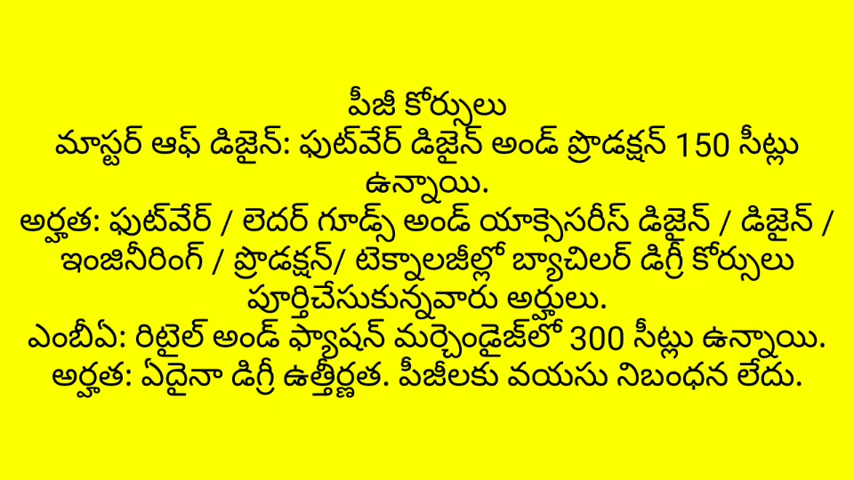 పీజీ కోర్సులు
మాస్టర్ ఆఫ్ డిజైన్: ఫుట్‌వేర్ డిజైన్ అండ్ ప్రొడక్షన్ 150 సీట్లు
ఉన్నాయి.
అర్హత: ఫుట్‌వేర్ / లెదర్ గూడ్స్ అండ్ యాక్సెసరీస్ డిజైన్ / డిజైన్ /
ఇంజినీరింగ్ / ప్రొడక్షన్/ టెక్నాలజీల్లో బ్యాచిలర్ డిగ్రీ కోర్సులు
పూర్తిచేసుకున్నవారు అర్హులు.
ఎంబీఏ: రిటైల్ అండ్ ఫ్యాషన్ మర్చెండైజ్‌లో 300 సీట్లు ఉన్నాయి.
అర్హత: ఏదైనా డిగ్రీ ఉత్తీర్ణత. పీజీలకు వయసు నిబంధన లేదు.